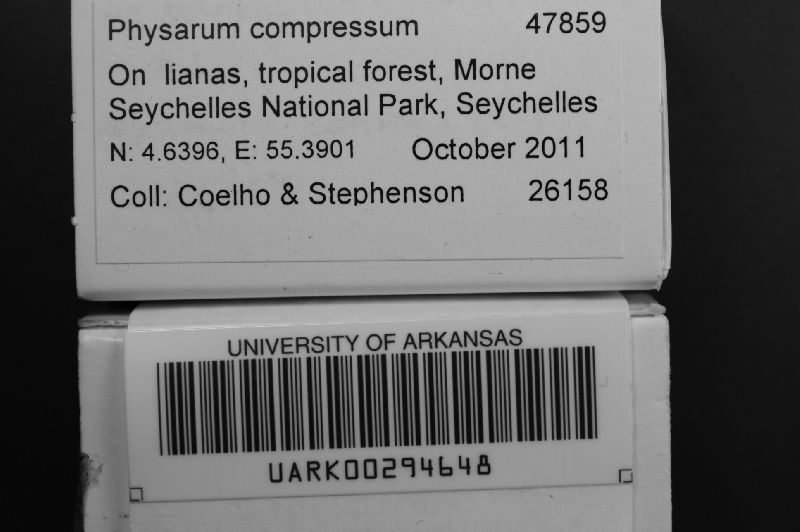 Physarum compressum 47859
On lianas, tropical forest, Morne
Seychelles National Park, Seychelles
N: 4.6396, E: 55.3901 October 2011
Coll: Coelho & Stephenson 26158
UNIVERSITY OF ARKANSAS
UARK00294648